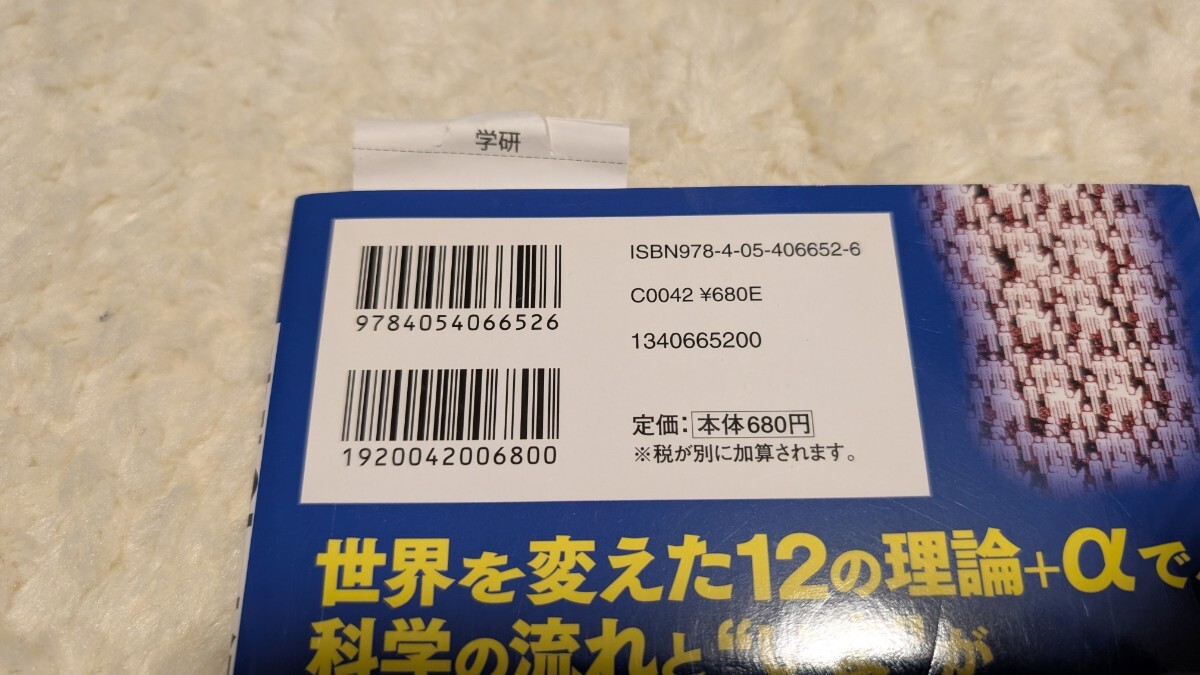 学研
ISBN978-4-05-406652-6
C0042 ¥680E
1340665200
9784054066526
1920042006800
定価：本体680円
※税が別に加算されます。
世界を変えた12の理論+αで、
科学の流れと“ ”が